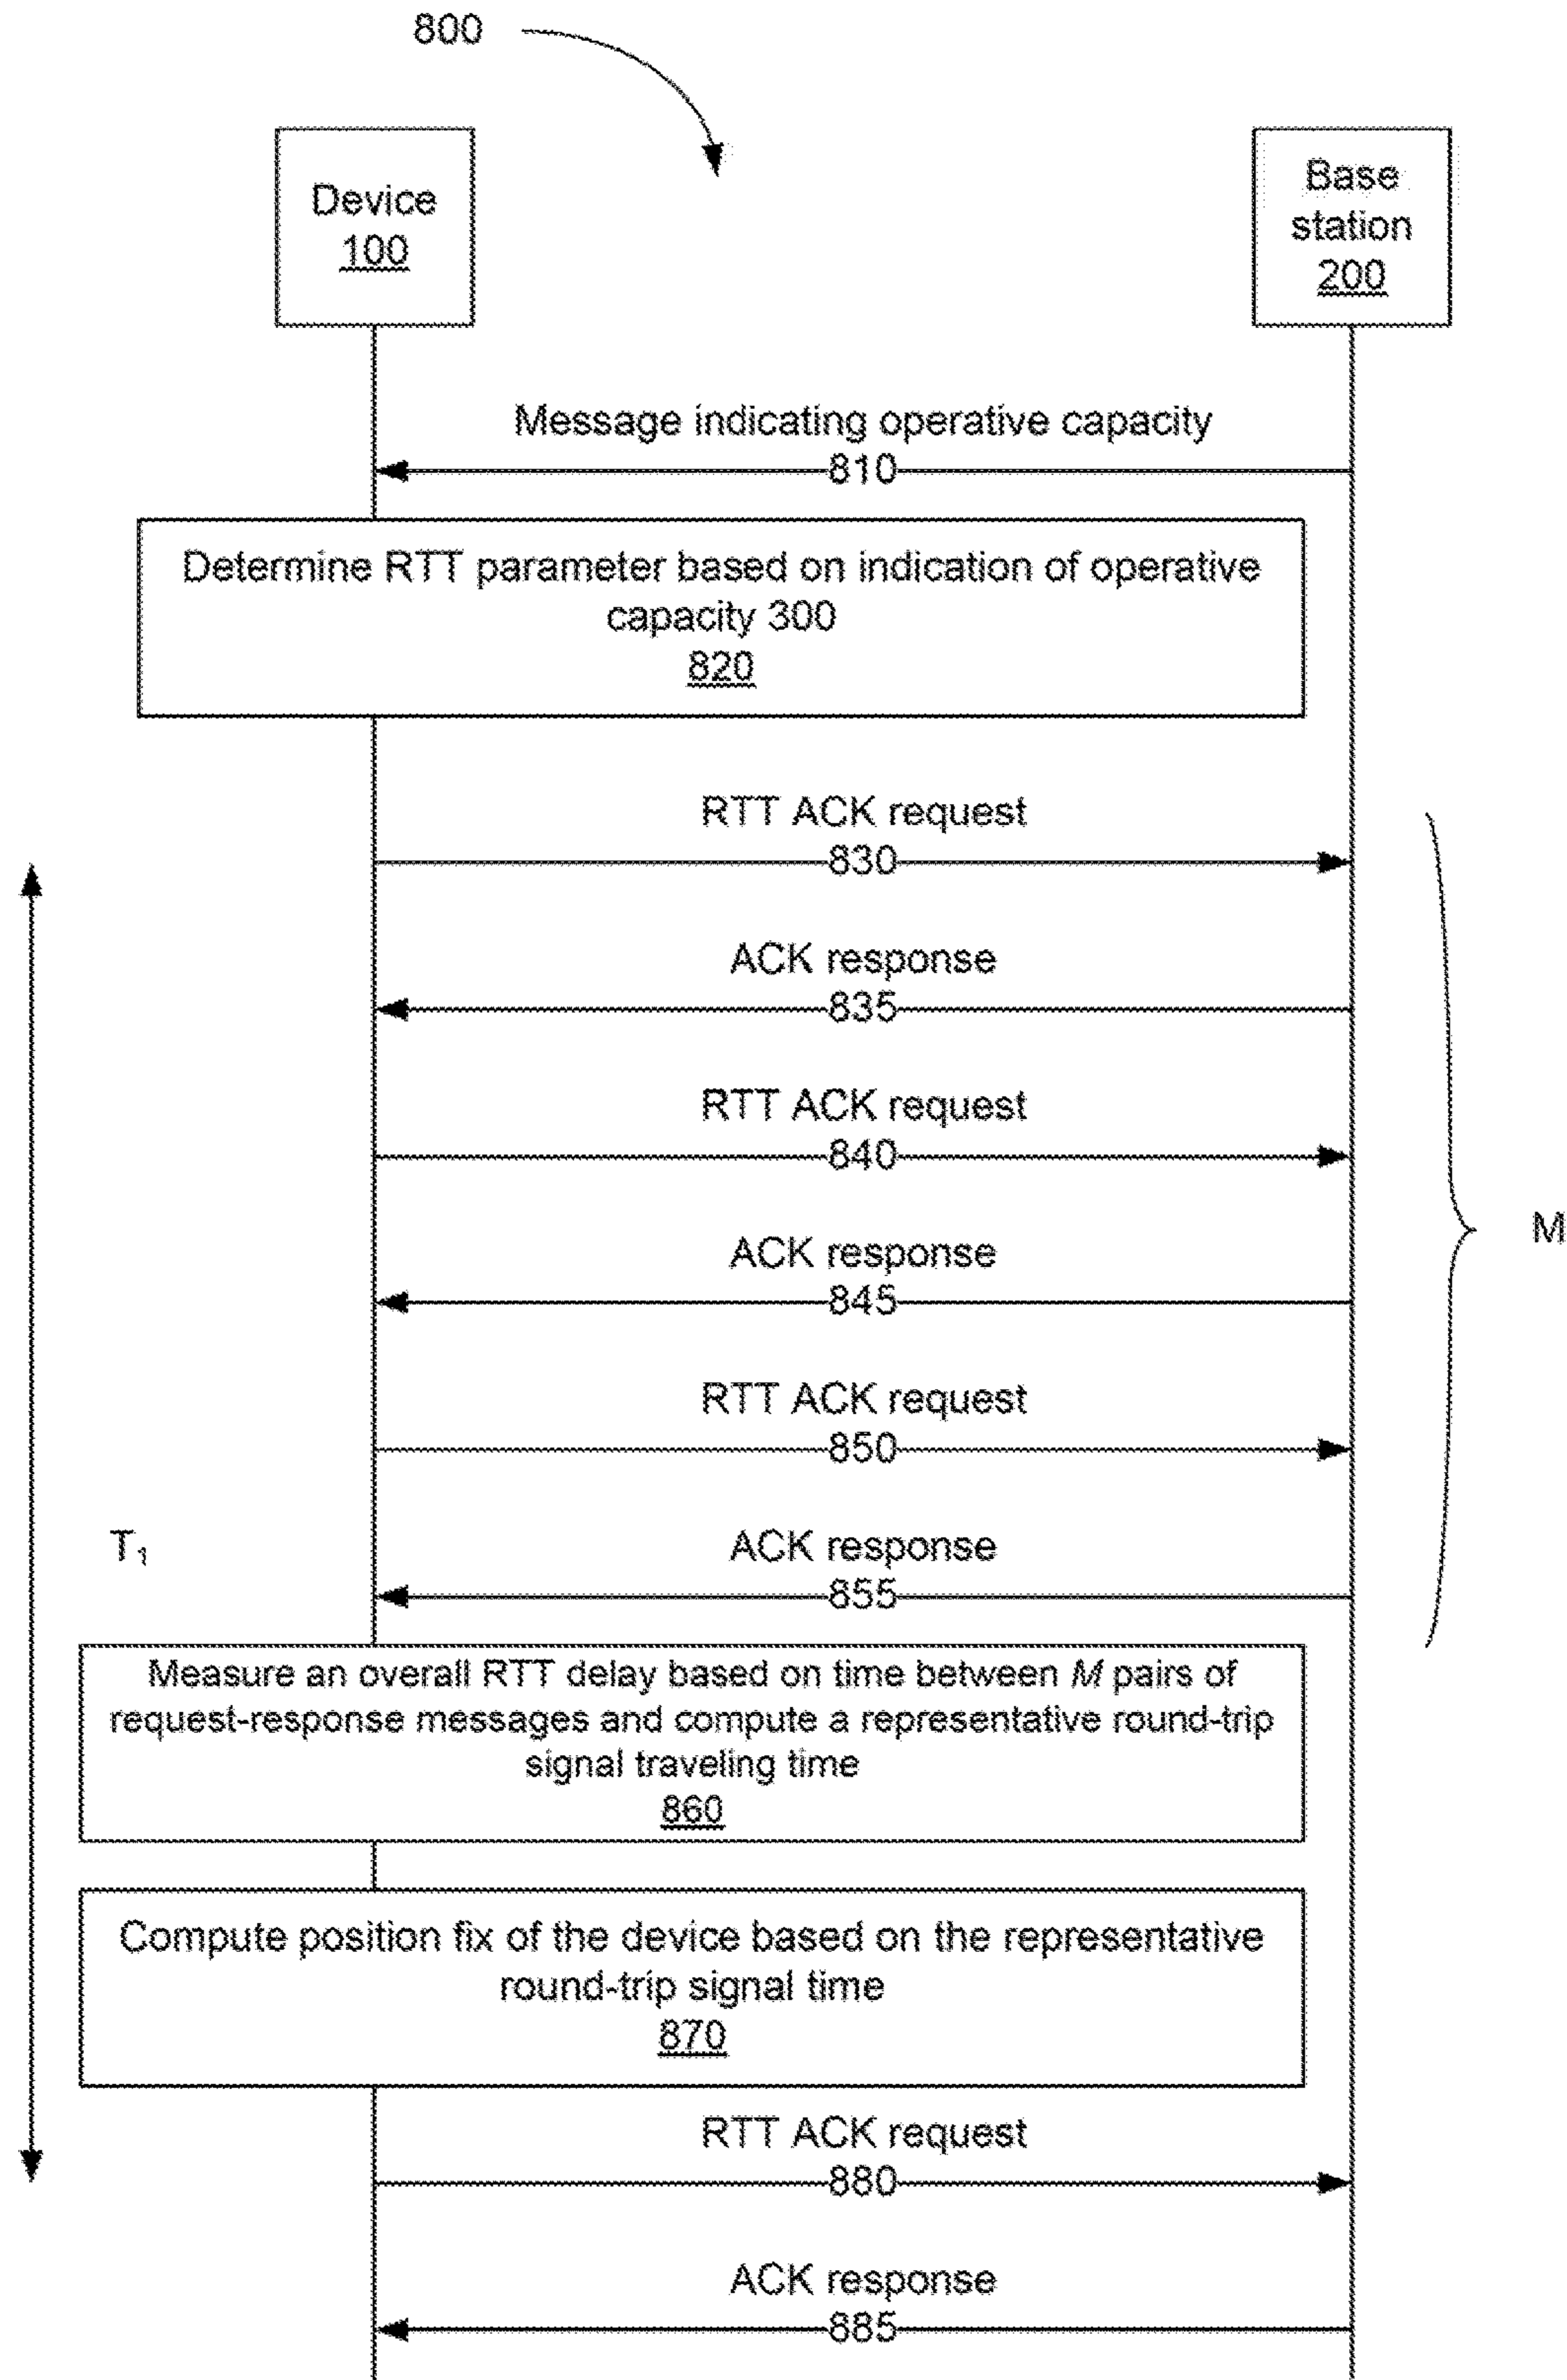 800
Device
100
Base
station
200
Message indicating operative capacity
810
Determine RTT parameter based on indication of operative
capacity 300
820
RTT ACK request
830
ACK response
835
RTT ACK request
840
ACK response
845
M
RTT ACK request
850
T₁
ACK response
855
Measure an overall RTT delay based on time between M pairs of
request-response messages and compute a representative round-trip
signal traveling time
860
Compute position fix of the device based on the representative
round-trip signal time
870
RTT ACK request
880
ACK response
885